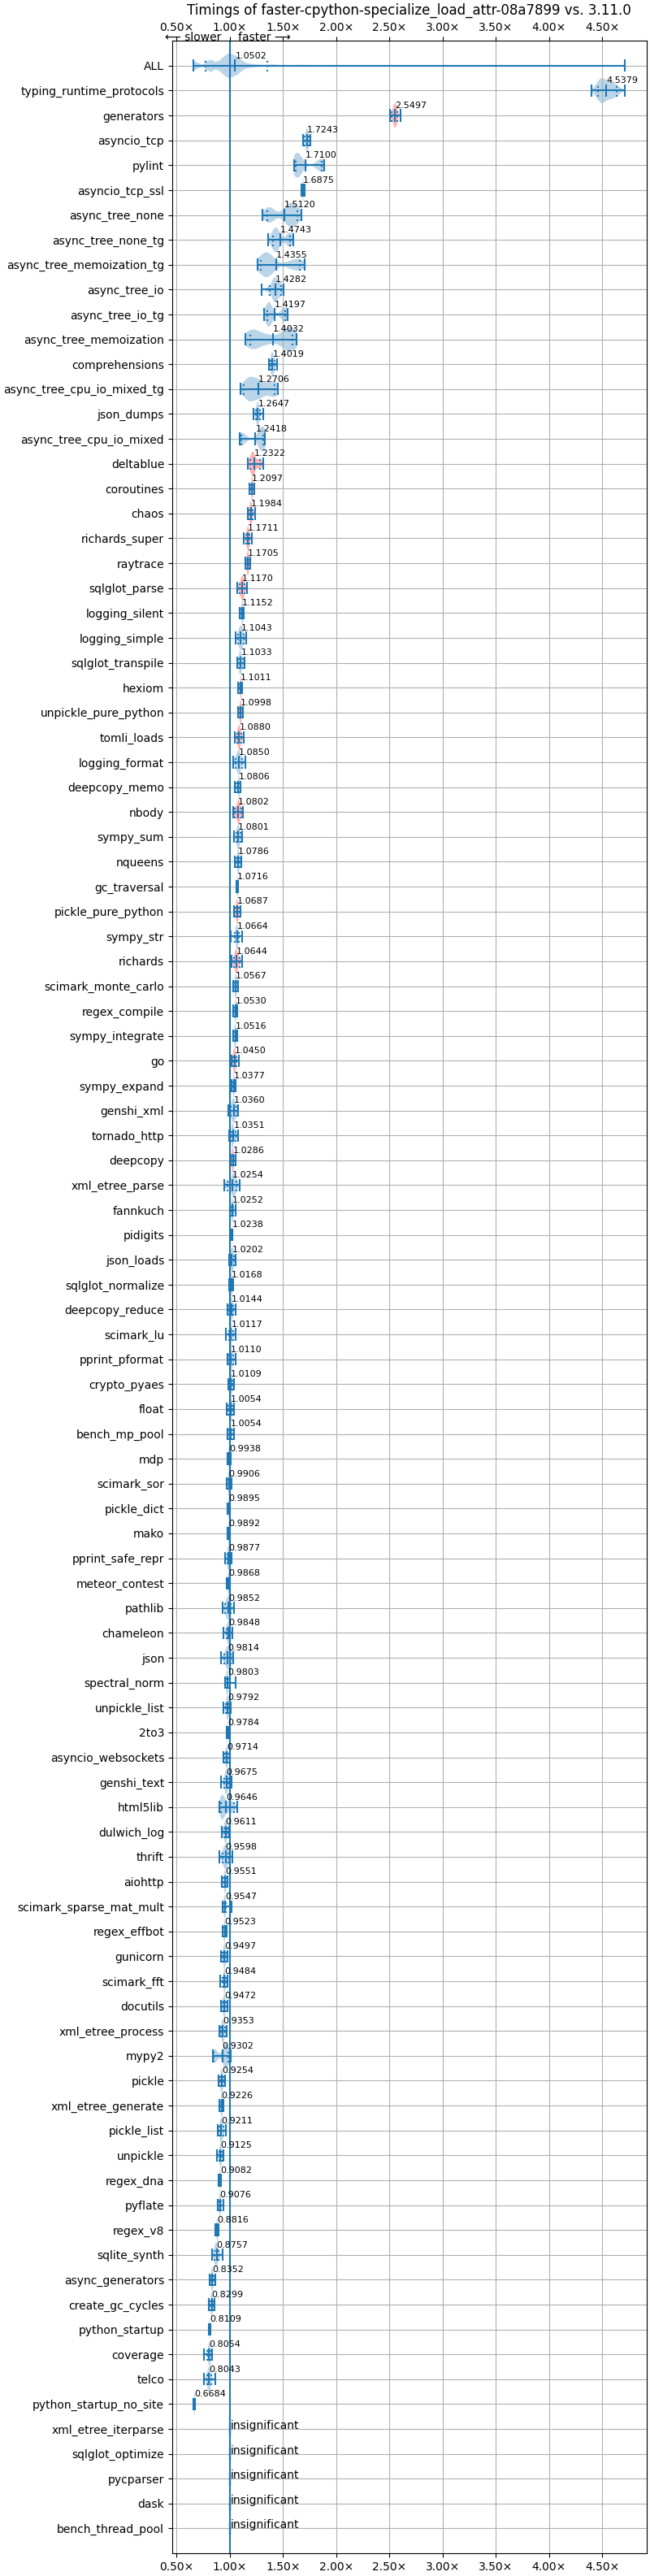 Timings of faster-cpython-specialize_load_attr-08a7899 vs. 3.11.0
0.50× 1.00× 1.50× 2.00× 2.50× 3.00× 3.50× 4.00× 4.50×
⟵ slower faster ⟶
ALL 1.0502
typing_runtime_protocols 4.5379
generators 2.5497
asyncio_tcp 1.7243
pylint 1.7100
asyncio_tcp_ssl 1.6875
async_tree_none 1.5120
async_tree_none_tg 1.4743
async_tree_memoization_tg 1.4355
async_tree_io 1.4282
async_tree_io_tg 1.4197
async_tree_memoization 1.4032
comprehensions 1.4019
async_tree_cpu_io_mixed_tg 1.2706
json_dumps 1.2647
async_tree_cpu_io_mixed 1.2418
deltablue 1.2322
coroutines 1.2097
chaos 1.1984
richards_super 1.1711
raytrace 1.1705
sqlglot_parse 1.1170
logging_silent 1.1152
logging_simple 1.1043
sqlglot_transpile 1.1033
hexiom 1.1011
unpickle_pure_python 1.0998
tomli_loads 1.0880
logging_format 1.0850
deepcopy_memo 1.0806
nbody 1.0802
sympy_sum 1.0801
nqueens 1.0786
gc_traversal 1.0716
pickle_pure_python 1.0687
sympy_str 1.0664
richards 1.0644
scimark_monte_carlo 1.0567
regex_compile 1.0530
sympy_integrate 1.0516
go 1.0450
sympy_expand 1.0377
genshi_xml 1.0360
tornado_http 1.0351
deepcopy 1.0286
xml_etree_parse 1.0254
fannkuch 1.0252
pidigits 1.0238
json_loads 1.0202
sqlglot_normalize 1.0168
deepcopy_reduce 1.0144
scimark_lu 1.0117
pprint_pformat 1.0110
crypto_pyaes 1.0109
float 1.0054
bench_mp_pool 1.0054
mdp 0.9938
scimark_sor 0.9906
pickle_dict 0.9895
mako 0.9892
pprint_safe_repr 0.9877
meteor_contest 0.9868
pathlib 0.9852
chameleon 0.9848
json 0.9814
spectral_norm 0.9803
unpickle_list 0.9792
2to3 0.9784
asyncio_websockets 0.9714
genshi_text 0.9675
html5lib 0.9646
dulwich_log 0.9611
thrift 0.9598
aiohttp 0.9551
scimark_sparse_mat_mult 0.9547
regex_effbot 0.9523
gunicorn 0.9497
scimark_fft 0.9484
docutils 0.9472
xml_etree_process 0.9353
mypy2 0.9302
pickle 0.9254
xml_etree_generate 0.9226
pickle_list 0.9211
unpickle 0.9125
regex_dna 0.9082
pyflate 0.9076
regex_v8 0.8816
sqlite_synth 0.8757
async_generators 0.8352
create_gc_cycles 0.8299
python_startup 0.8109
coverage 0.8054
telco 0.8043
python_startup_no_site 0.6684
xml_etree_iterparse insignificant
sqlglot_optimize insignificant
pycparser insignificant
dask insignificant
bench_thread_pool insignificant
0.50× 1.00× 1.50× 2.00× 2.50× 3.00× 3.50× 4.00× 4.50×